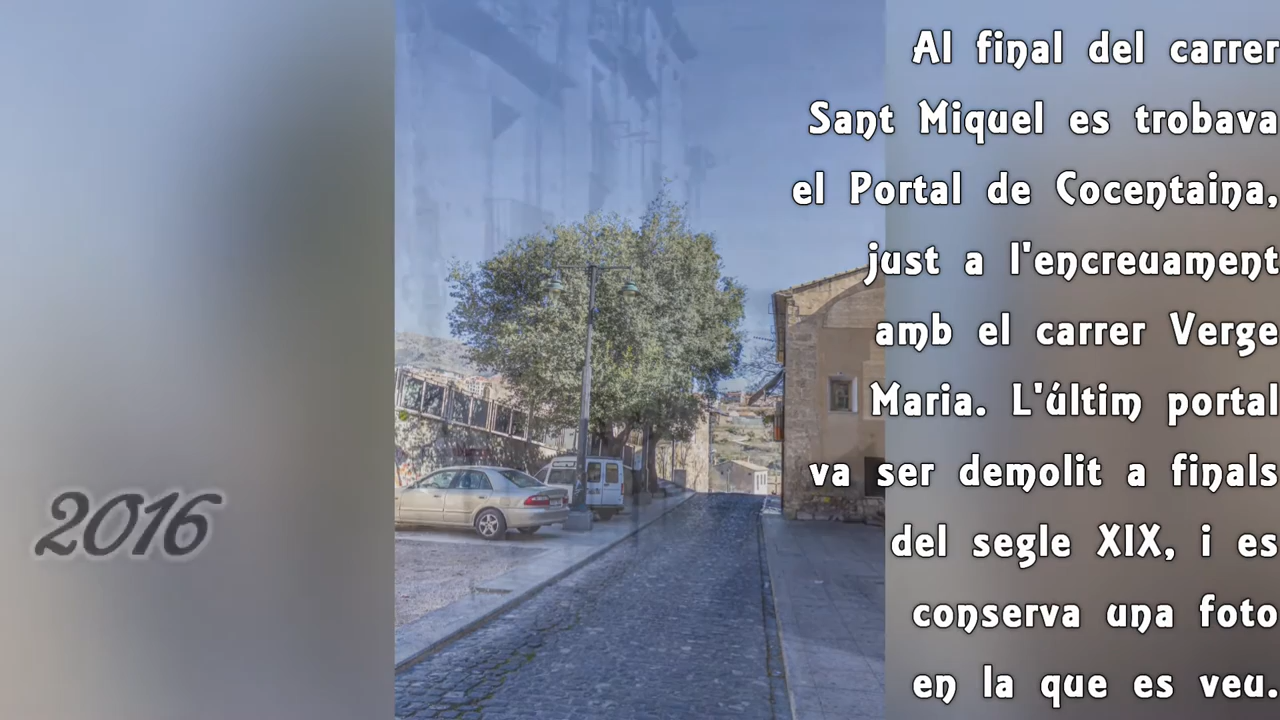 Al final del carrer
Sant Miquel es trobava
el Portal de Cocentaina,
just a l'encreuament
amb el carrer Verge
Maria. L'últim portal
va ser demolit a finals
del segle XIX, i es
conserva una foto
en la que es veu.
2016